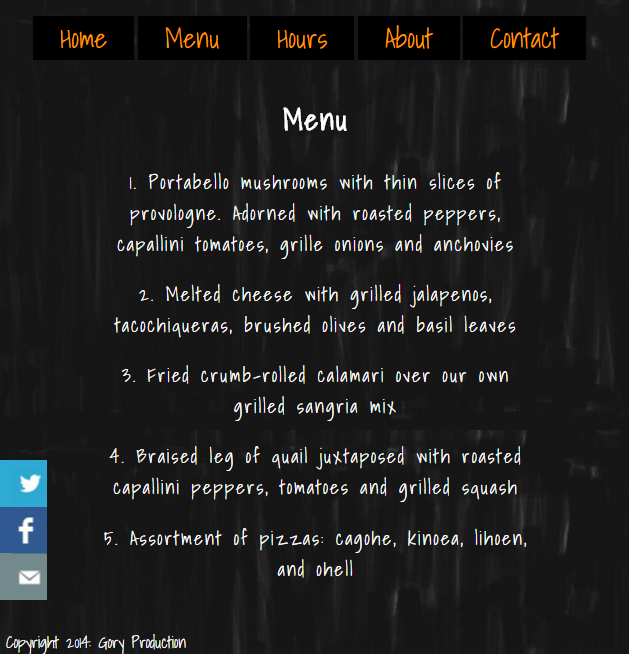 Home Menu Hours About Contact
Menu
1. Portabello mushrooms with thin slices of
provologne. Adorned with roasted peppers,
capallini tomatoes, grille onions and anchovies
2. Melted cheese with grilled jalapenos,
tacochiqueras, brushed olives and basil leaves
3. Fried crumb-rolled calamari over our own
grilled sangria mix
4. Braised leg of quail juxtaposed with roasted
capallini peppers, tomatoes and grilled squash
5. Assortment of pizzas: cagohe, kinoea, lihoen,
and ohell
Copyright 2014: Gory Production